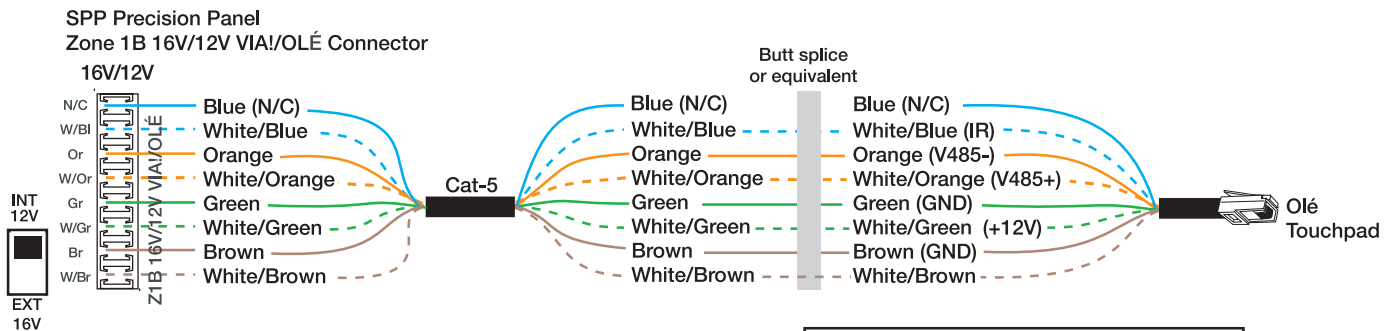 SPP Precision Panel
Zone 1B 16V/12V VIA!/OLÉ Connector
16V/12V
N/C
W/Bl
Or
W/Or
Gr
W/Gr
Br
W/Br
Z1B 16V/12V VIA!/OLÉ
INT
12V
EXT
16V
Blue (N/C)
White/Blue
Orange
White/Orange
Green
White/Green
Brown
White/Brown
Cat-5
Blue (N/C)
White/Blue
Orange
White/Orange
Green
White/Green
Brown
White/Brown
Butt splice
or equivalent
Blue (N/C)
White/Blue (IR)
Orange (V485-)
White/Orange (V485+)
Green (GND)
White/Green (+12V)
Brown (GND)
White/Brown
Olé
Touchpad